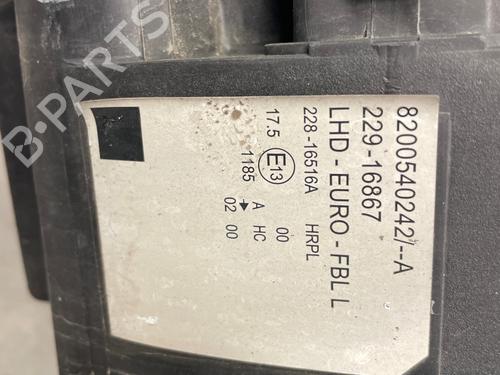 8200540242/--A
229-16867
LHD - EURO - FBL L
228-16516A HRPL
17.5 E13 00
A HC
1185 02 00
B-PARTS